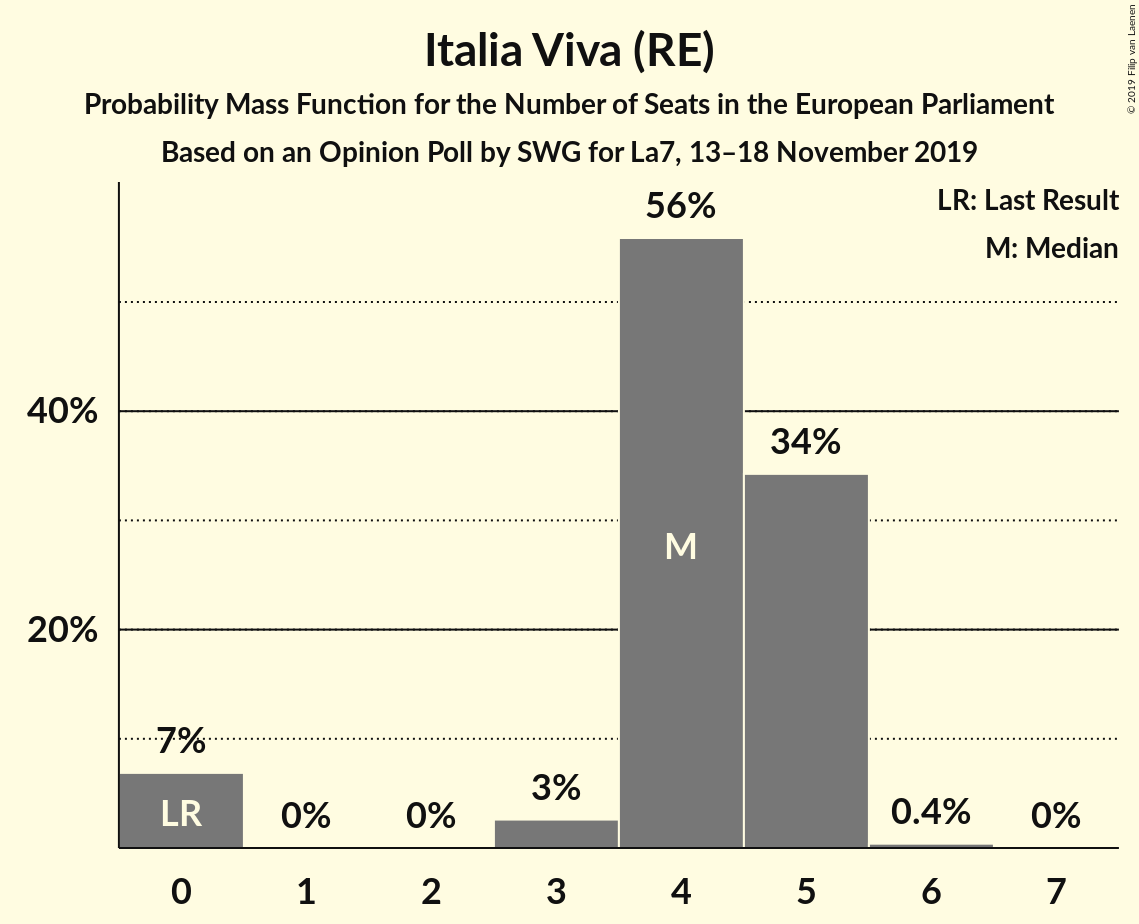 Italia Viva (RE)
Probability Mass Function for the Number of Seats in the European Parliament
Based on an Opinion Poll by SWG for La7, 13–18 November 2019
© 2019 Filip van Laenen
LR: Last Result
M: Median
56%
40%
34%
M
20%
7%
3%
LR
0%
0%
0.4%
0%
0 1 2 3 4 5 6 7